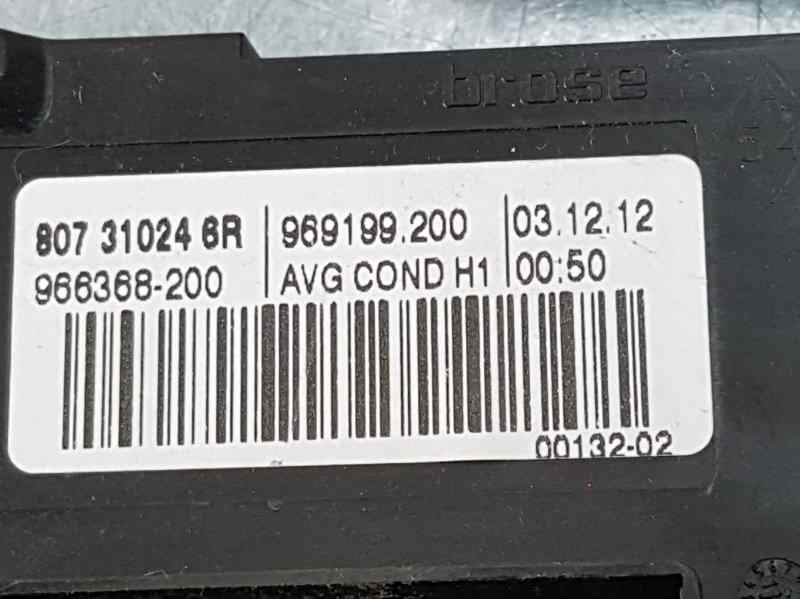 brose
807 31024 6R 969199.200 03.12.12
966368-200 AVG COND H1 00:50
00132-02